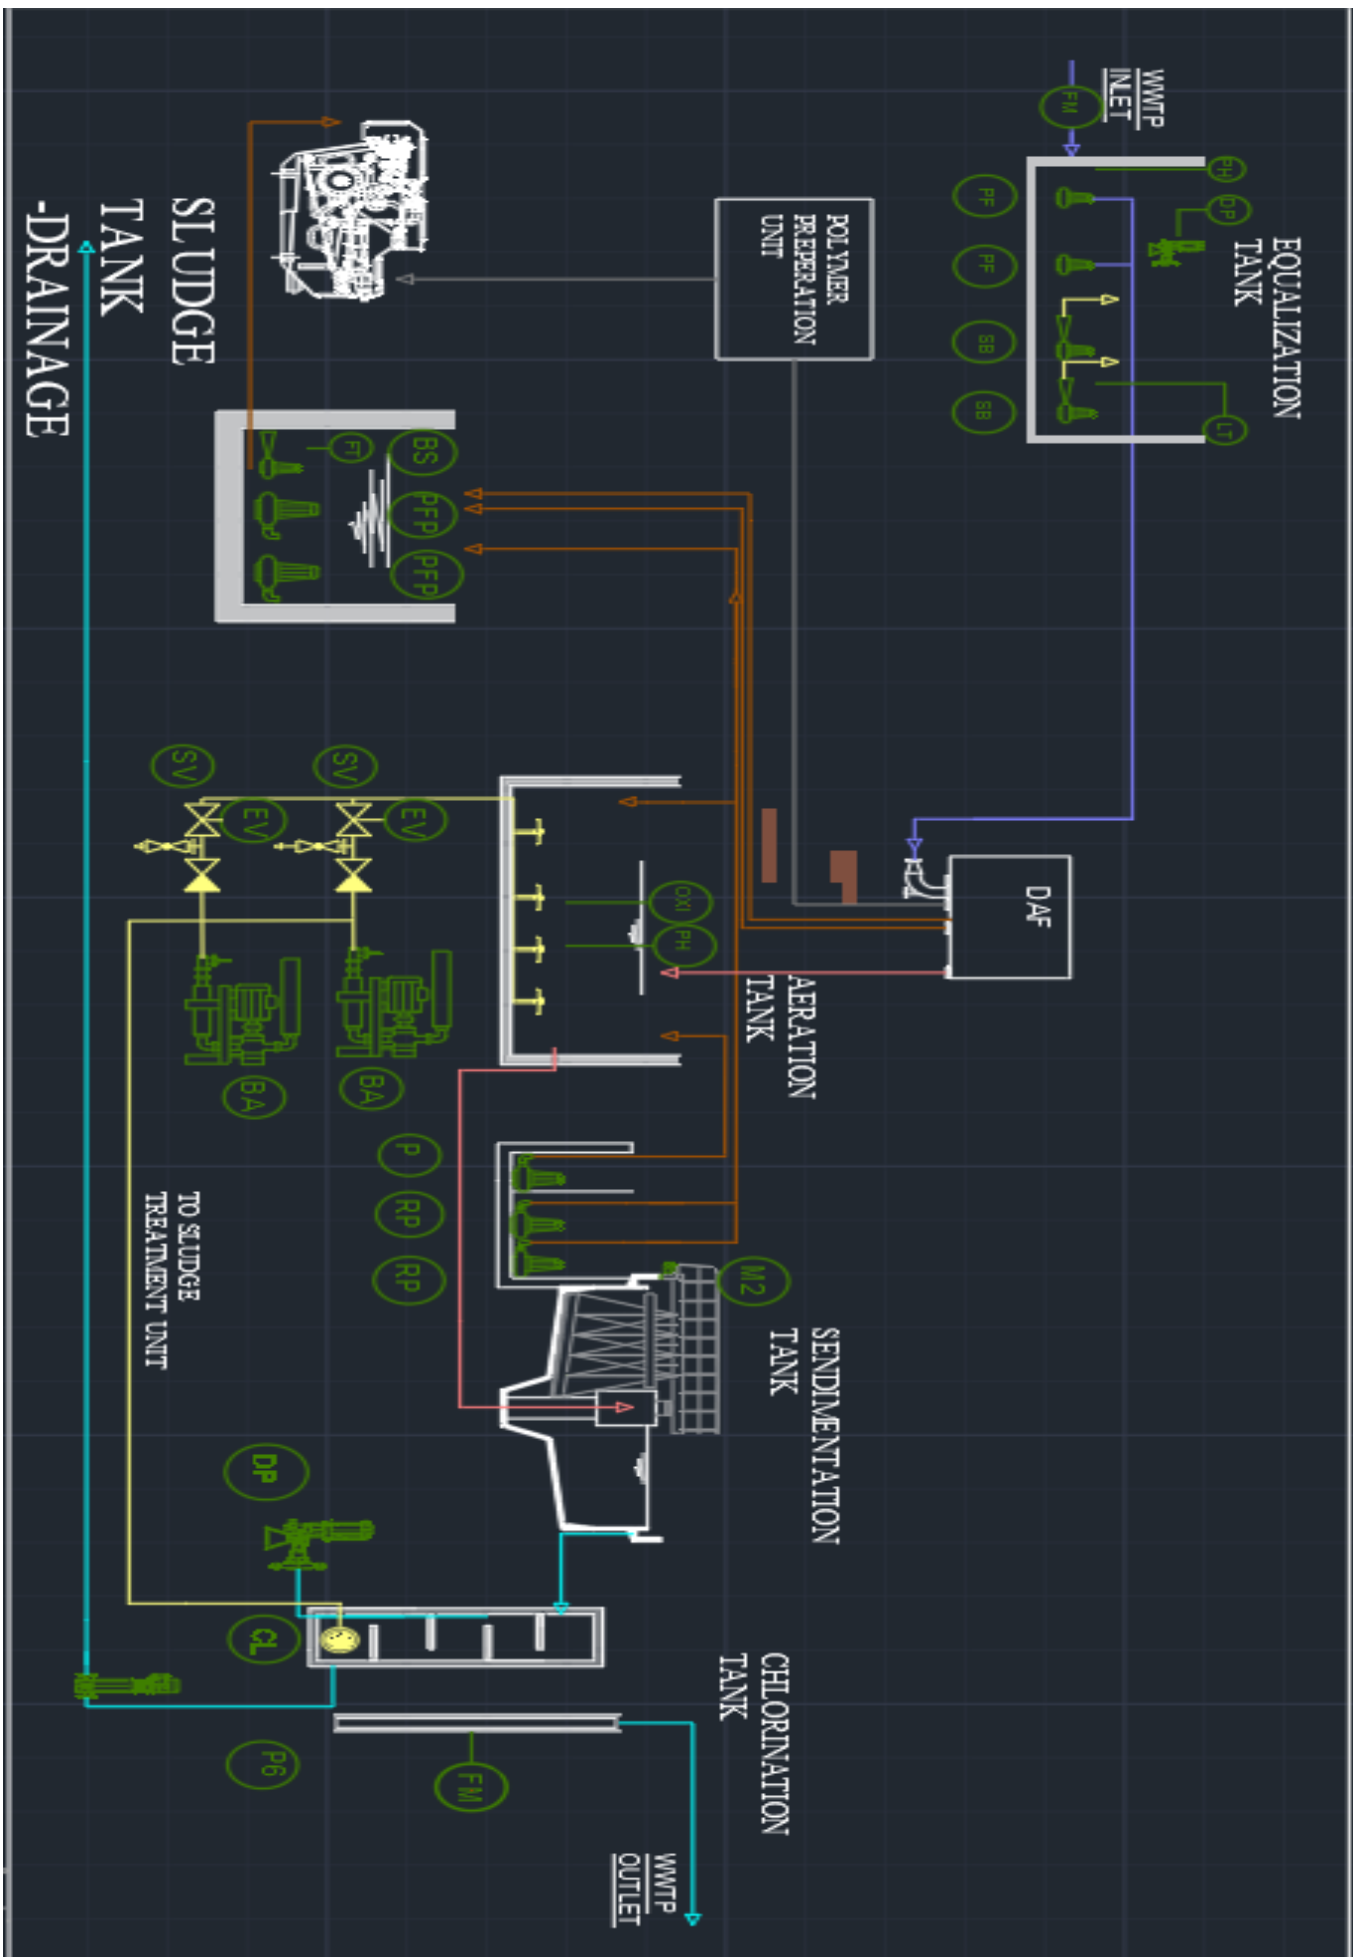 EQUALIZATION
TANK
PH
DP
LT
WWTP
INLET
FM
PF
PF
SB
SB
DAF
POLYMER
PREPERATION
UNIT
AERATION
TANK
OXI
PH
SENDIMENTATION
TANK
M2
CHLORINATION
TANK
WWTP
OUTLET
BS
PFP
PFP
FT
EV
SV
EV
SV
BA
BA
P
RP
RP
FM
DP
CL
P6
SLUDGE
TANK
-DRAINAGE
TO SLUDGE
TREATMENT UNIT